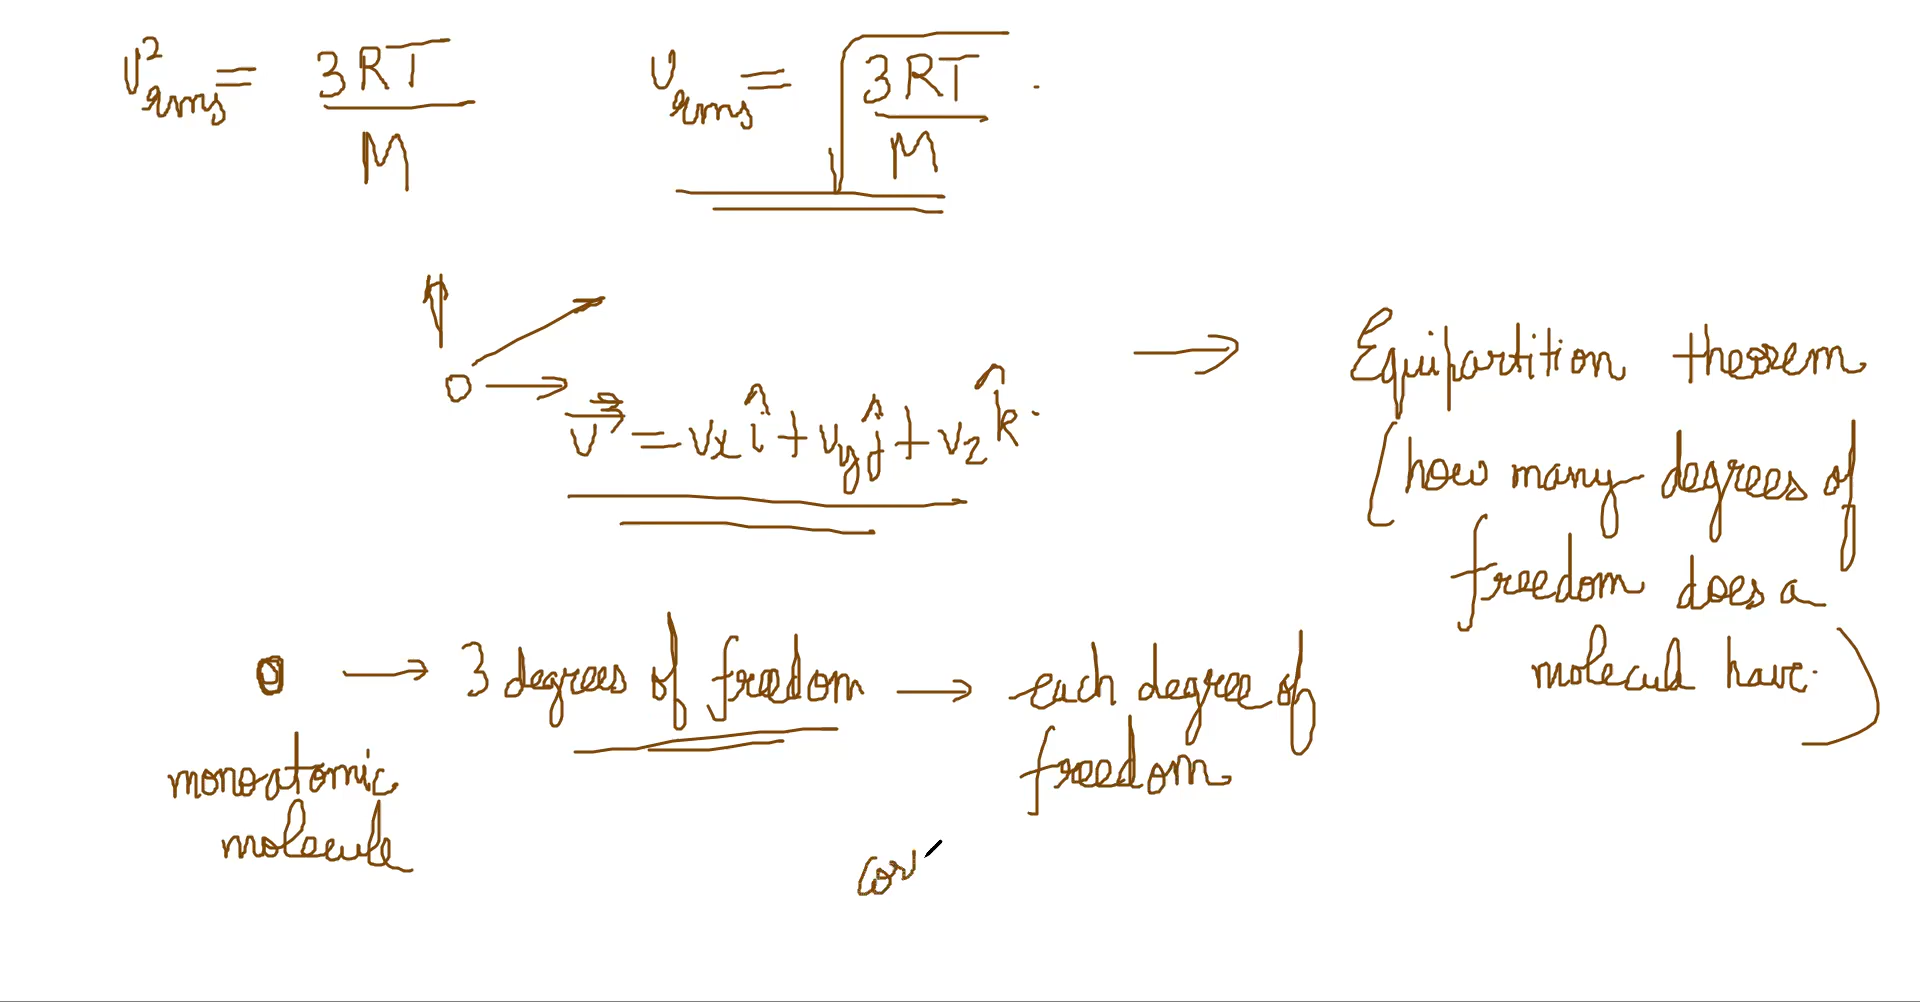 v²rms = 3RT/M    vrms = √(3RT/M) .
v⃗ = vx î + vy ĵ + vz k̂ .
→ Equipartition theorem
(how many degrees of
freedom does a
molecule have.)
→ 3 degrees of freedom → each degree of
freedom
monoatomic
molecule